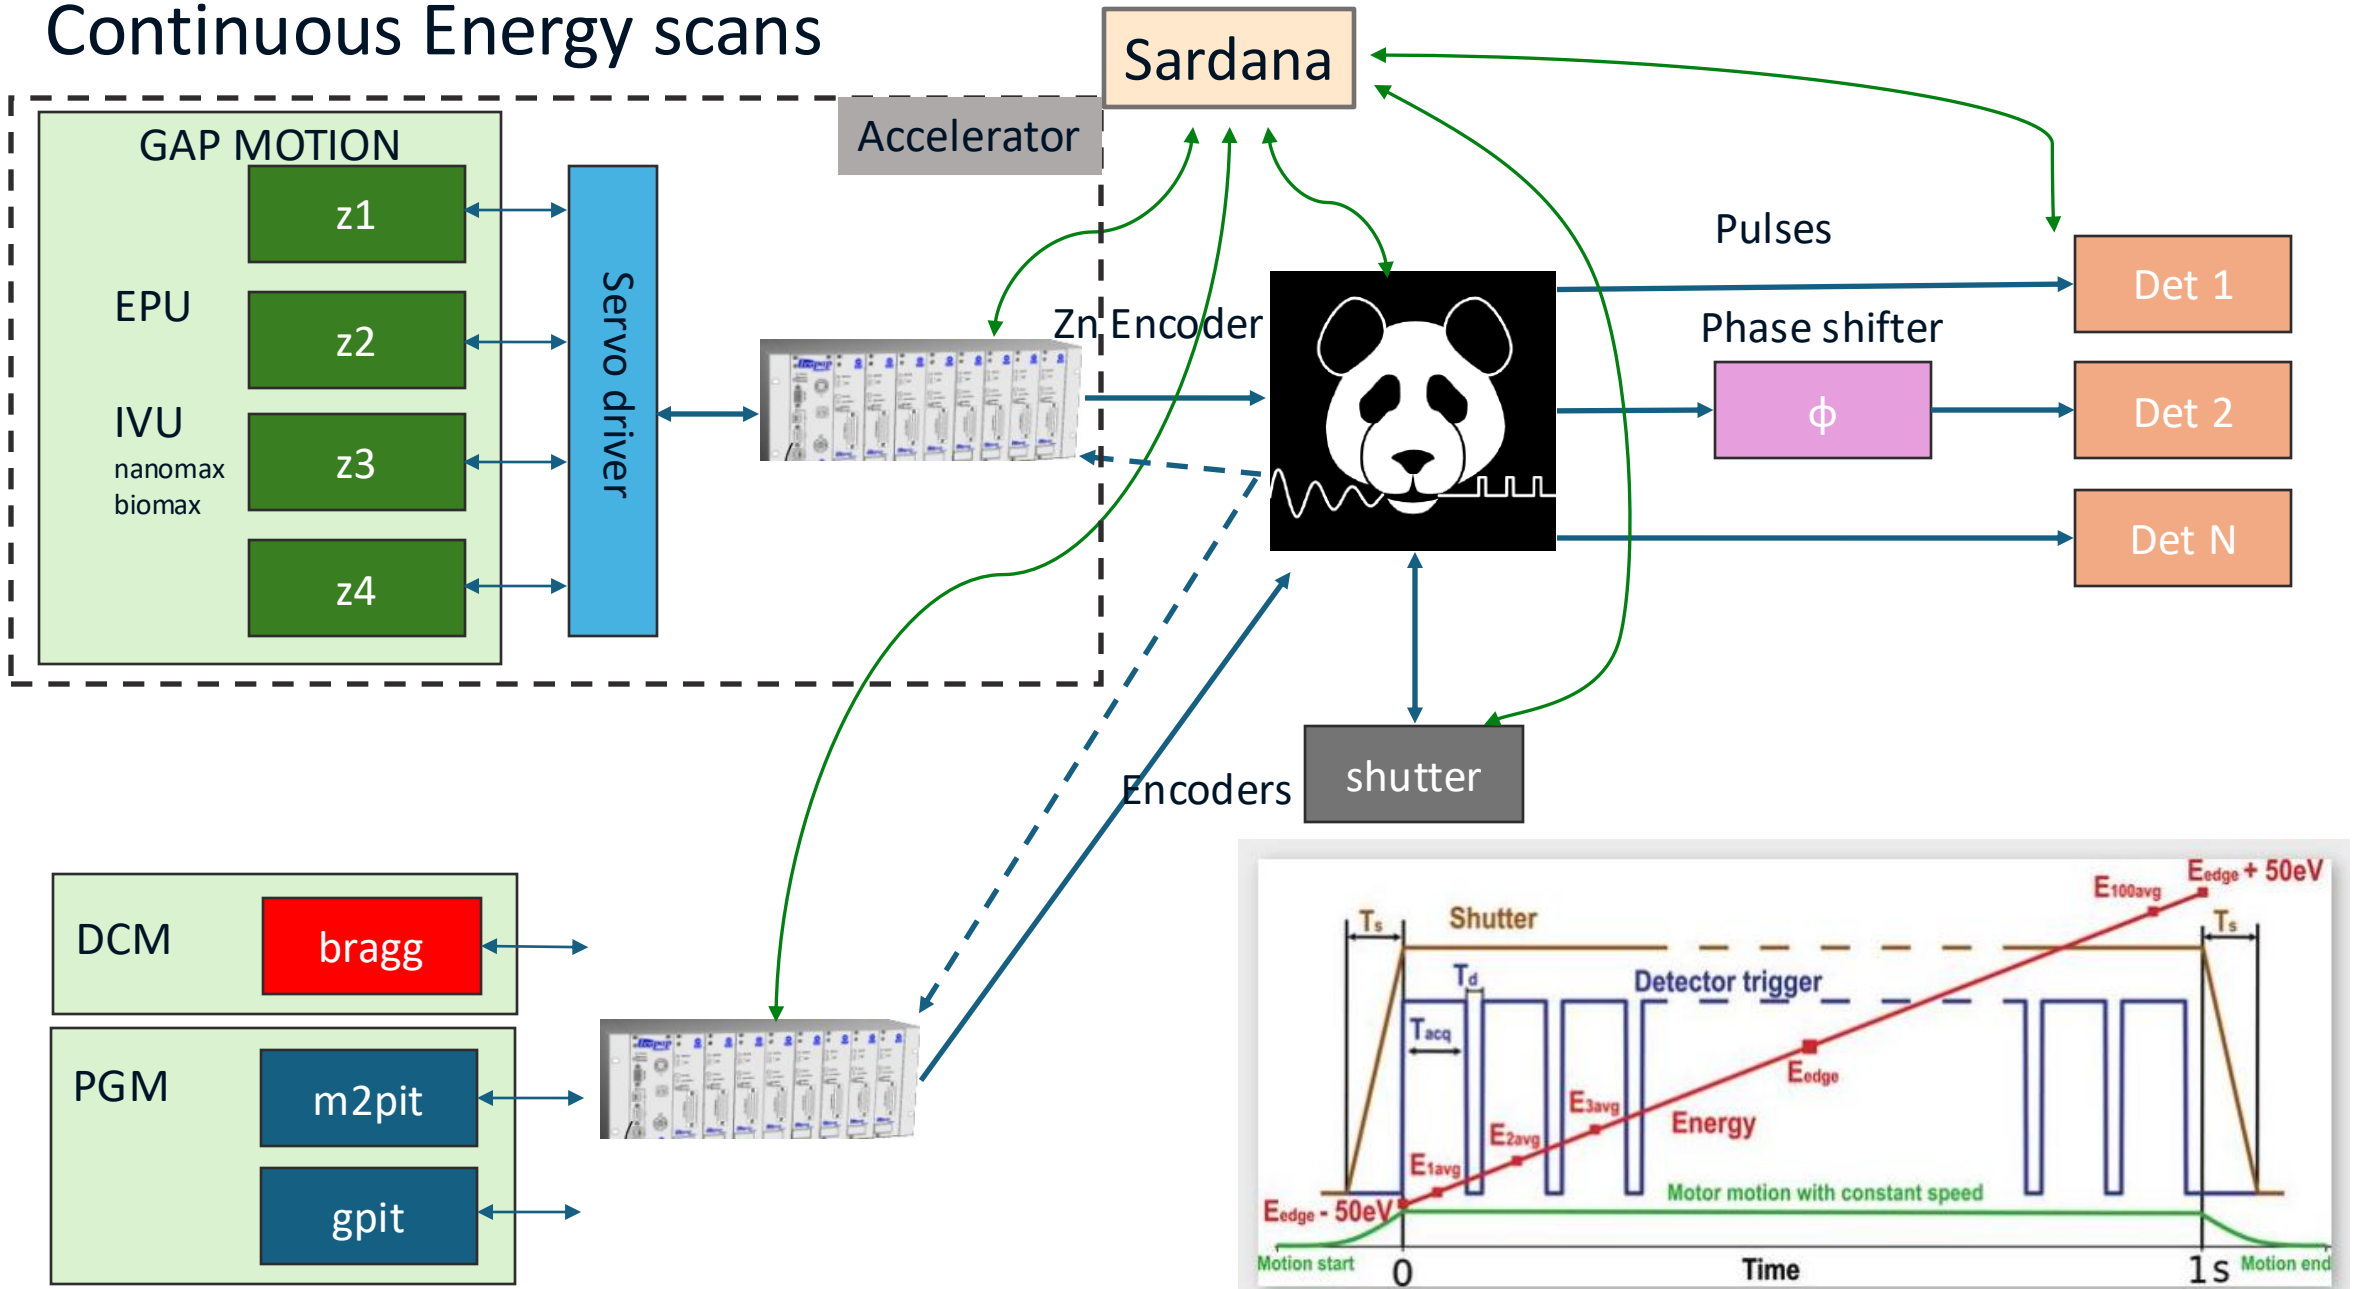 Continuous Energy scans
Sardana
Accelerator
GAP MOTION
z1
EPU
z2
IVU
nanomax
biomax
z3
z4
Servo driver
Zn Encoder
Pulses
Det 1
Phase shifter
ϕ
Det 2
Det N
Encoders
shutter
DCM
bragg
PGM
m2pit
gpit
Icepap
Icepap
Ts
Shutter
E100avg
Eedge + 50eV
Ts
Td
Detector trigger
Tacq
Eedge
E3avg
Energy
E2avg
E1avg
Motor motion with constant speed
Eedge - 50eV
Motion start
0
Time
1s
Motion end